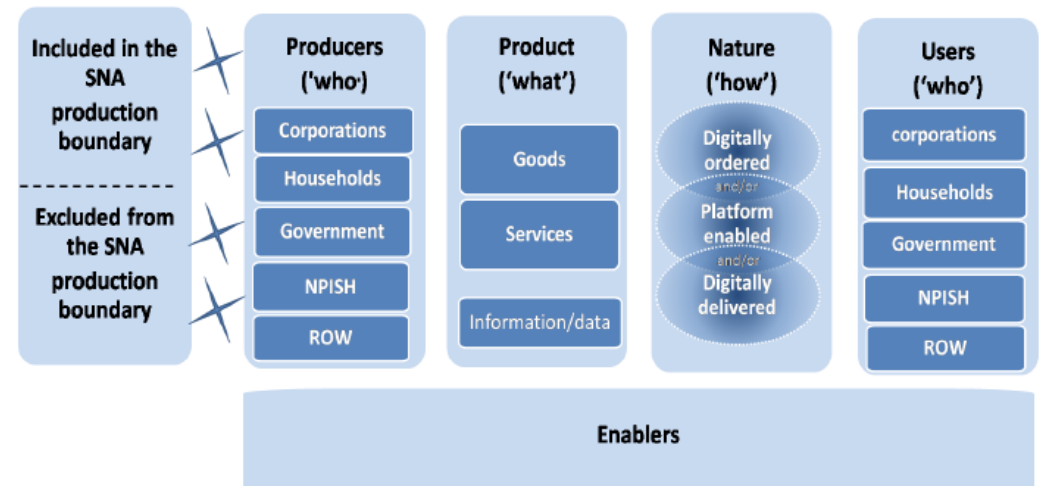 Included in the
SNA
production
boundary
Excluded from
the SNA
production
boundary
Producers
('who')
Corporations
Households
Government
NPISH
ROW
Product
(‘what’)
Goods
Services
Information/data
Nature
(‘how’)
Digitally
ordered
and/or
Platform
enabled
and/or
Digitally
delivered
Users
(‘who’)
corporations
Households
Government
NPISH
ROW
Enablers